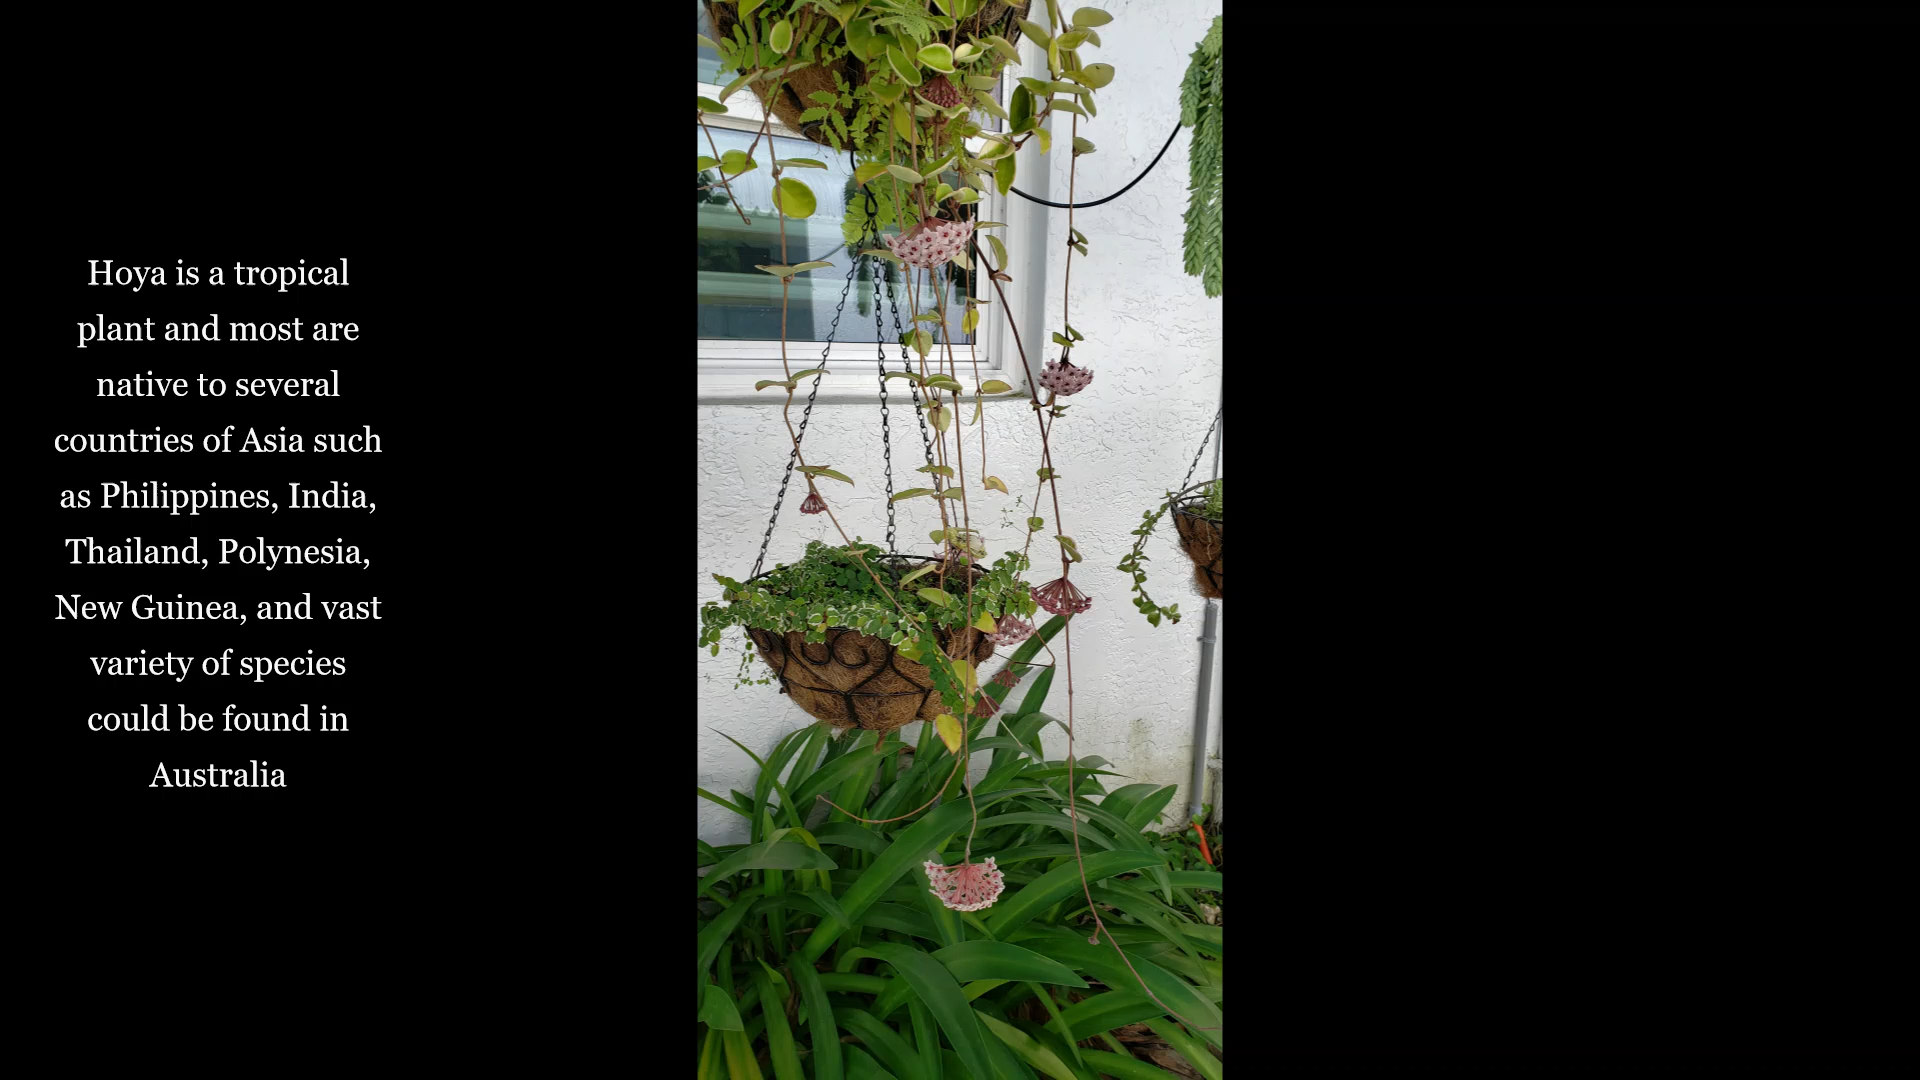 Hoya is a tropical
plant and most are
native to several
countries of Asia such
as Philippines, India,
Thailand, Polynesia,
New Guinea, and vast
variety of species
could be found in
Australia